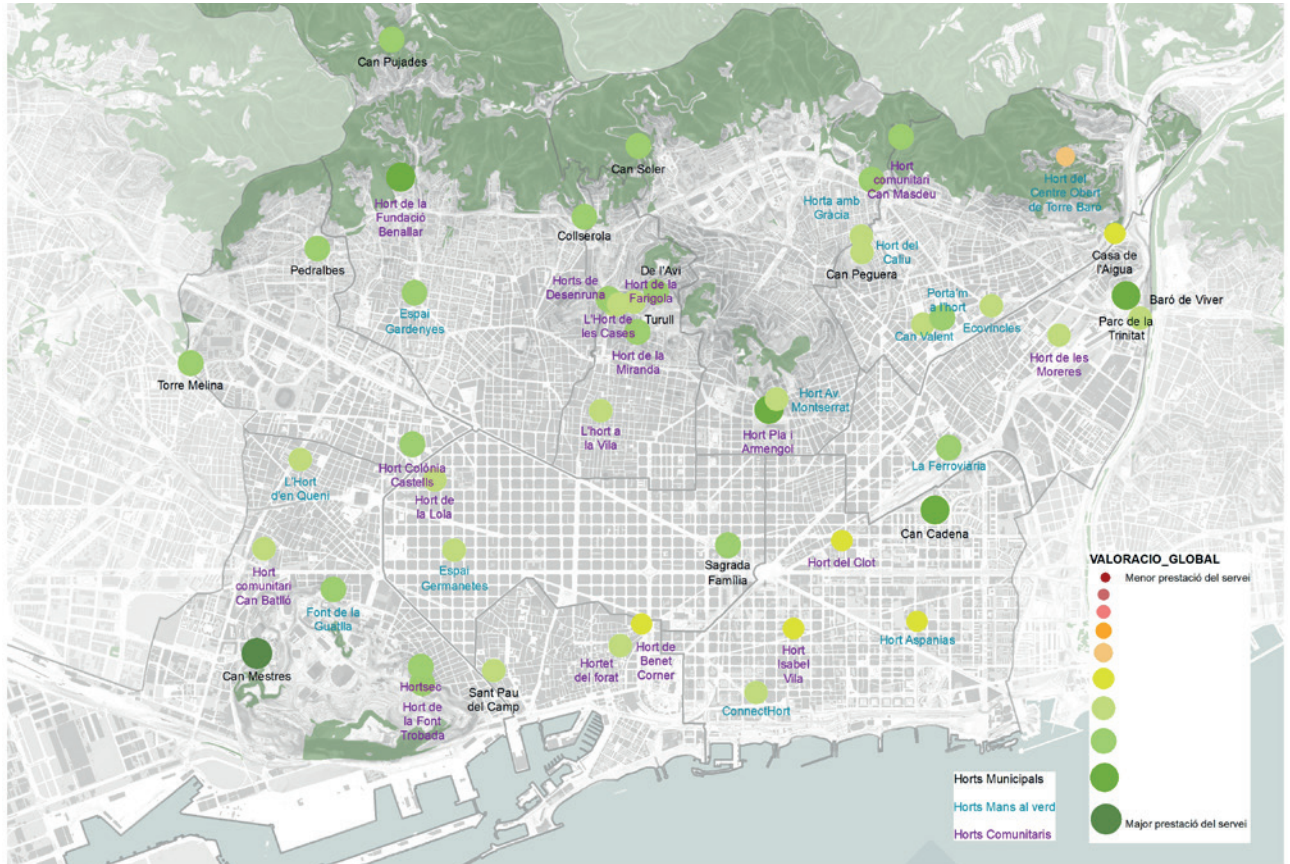 Can Pujades
Can Soler
Hort
comunitari
Can Masdeu
Hort del
Centre Obert
de Torre Baró
Hort de la
Fundació
Benallar
Horta amb
Gràcia
Collserola
Hort del
Caliu
Pedralbes
Casa de
l'Aigua
Can Peguera
De l'Avi
Horts de
Desenruna
Hort de la
Farigola
Espai
Gardenyes
Porta'm
a l'hort
Baró de Viver
Ecovincles
L'Hort de
les Cases
Turull
Can Valent
Parc de la
Trinitat
Hort de la
Miranda
Hort de les
Moreres
Torre Melina
Hort Av
Montserrat
L'hort a
la Vila
Hort Pla i
Armengol
Hort Colònia
Castells
La Ferroviària
L'Hort
d'en Queni
Hort de
la Lola
Can Cadena
Sagrada
Família
Hort del Clot
Hort
comunitari
Can Batlló
Espai
Germanetes
Font de la
Guatlla
Hort Aspanias
Can Mestres
Hortsec
Sant Pau
del Camp
Hortet
del forat
Hort de
Benet
Corner
Hort
Isabel
Vila
Hort de
la Font
Trobada
ConnectHort
VALORACIO_GLOBAL
Menor prestació del servei
Major prestació del servei
Horts Municipals
Horts Mans al verd
Horts Comunitaris